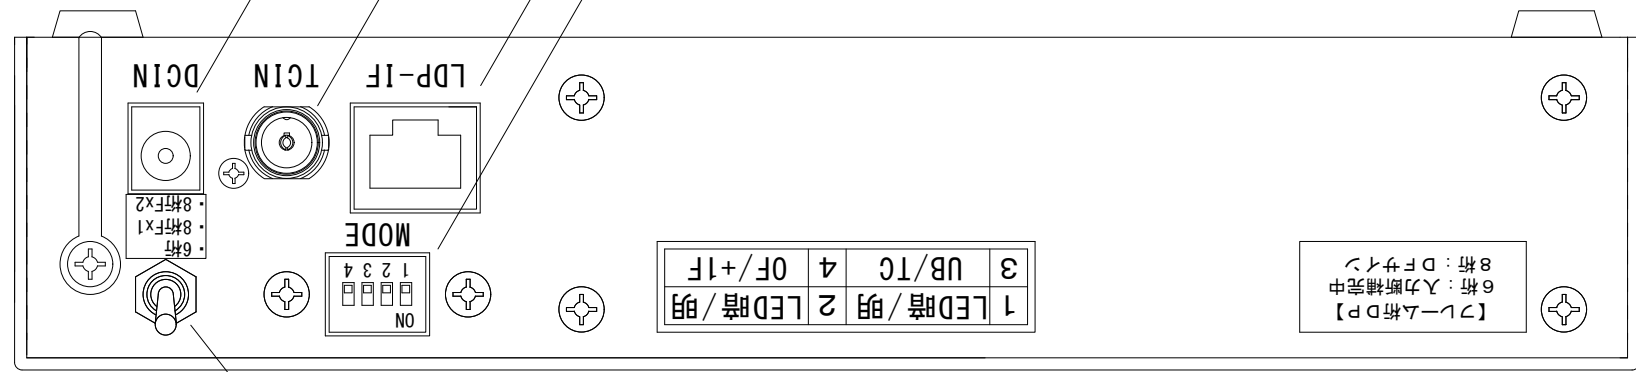 【フレーム桁DP】
6桁：入力断補完中
8桁：DFサイン
1 LED暗/明 2 LED暗/明
3 UB/TC 4 0F/+1F
ON
1 2 3 4
MODE
・6桁
・8桁Fx1
・8桁Fx2
LDP-IF
TCIN
DCIN